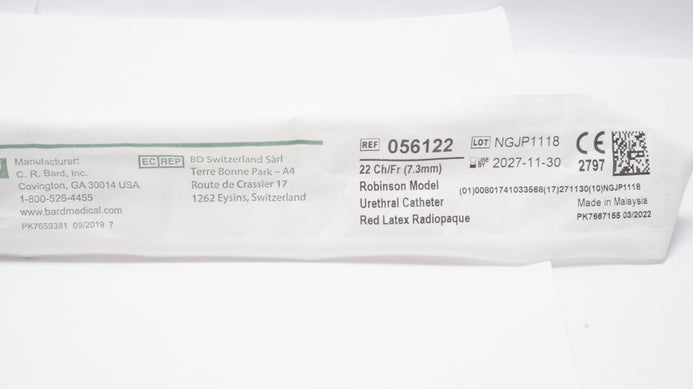 Manufacturer:
C. R. Bard, Inc.
Covington, GA 30014 USA
1-800-526-4455
www.bardmedical.com
PK7659381 09/2019 7
EC REP BD Switzerland Sàrl
Terre Bonne Park – A4
Route de Crassier 17
1262 Eysins, Switzerland
REF 056122
22 Ch/Fr (7.3mm)
Robinson Model
Urethral Catheter
Red Latex Radiopaque
LOT NGJP1118
USE BY 2027-11-30
CE
2797
(01)00801741033568(17)271130(10)NGJP1118
Made in Malaysia
PK7667155 03/2022